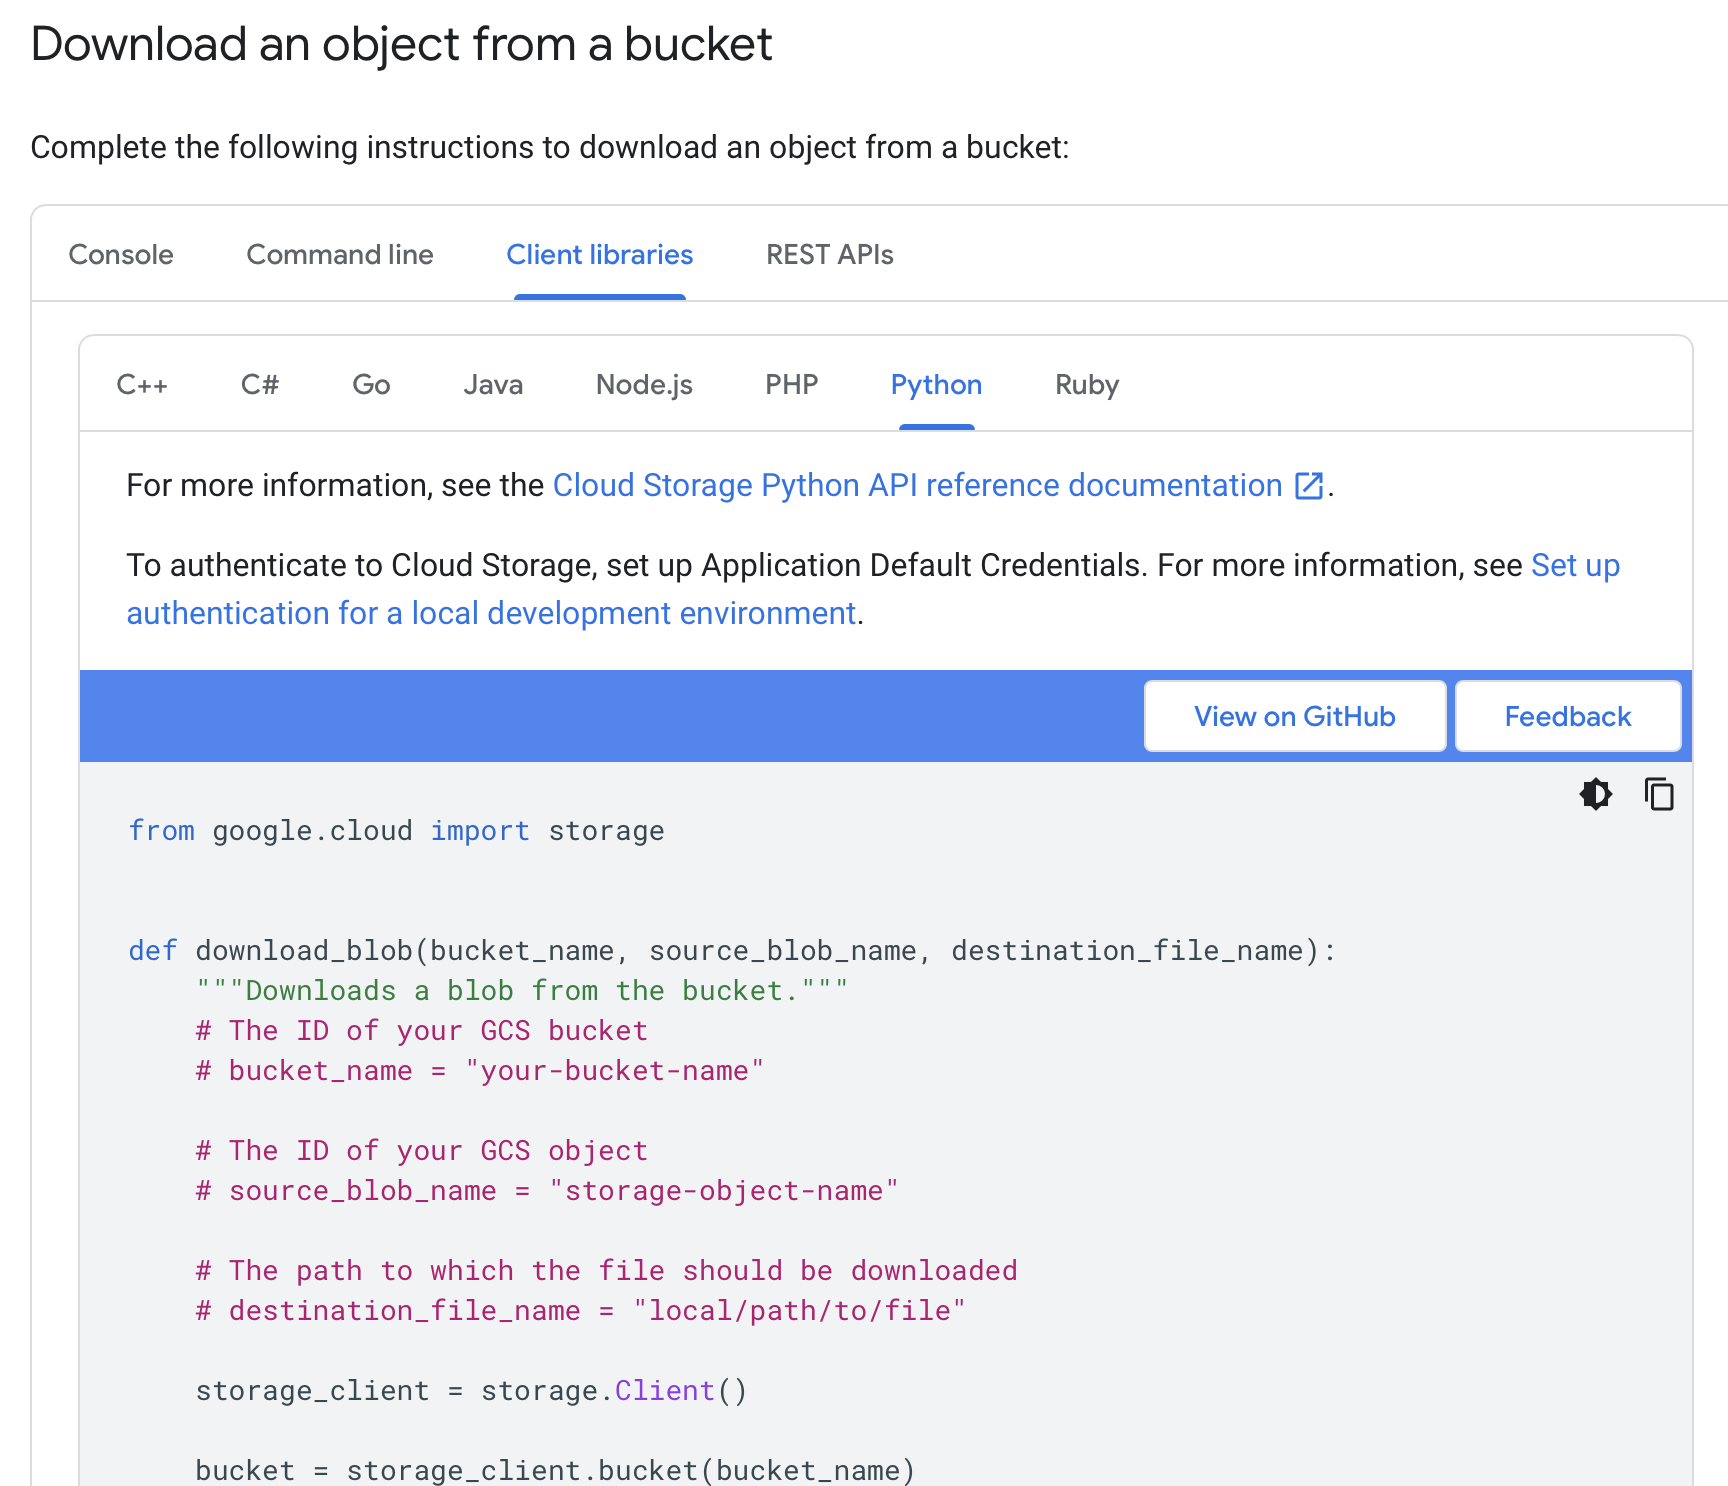 Download an object from a bucket
Complete the following instructions to download an object from a bucket:
Console Command line Client libraries REST APIs
C++ C# Go Java Node.js PHP Python Ruby
For more information, see the Cloud Storage Python API reference documentation .
To authenticate to Cloud Storage, set up Application Default Credentials. For more information, see Set up
authentication for a local development environment.
View on GitHub Feedback
from google.cloud import storage
def download_blob(bucket_name, source_blob_name, destination_file_name):
    """Downloads a blob from the bucket."""
    # The ID of your GCS bucket
    # bucket_name = "your-bucket-name"
    # The ID of your GCS object
    # source_blob_name = "storage-object-name"
    # The path to which the file should be downloaded
    # destination_file_name = "local/path/to/file"
    storage_client = storage.Client()
    bucket = storage_client.bucket(bucket_name)